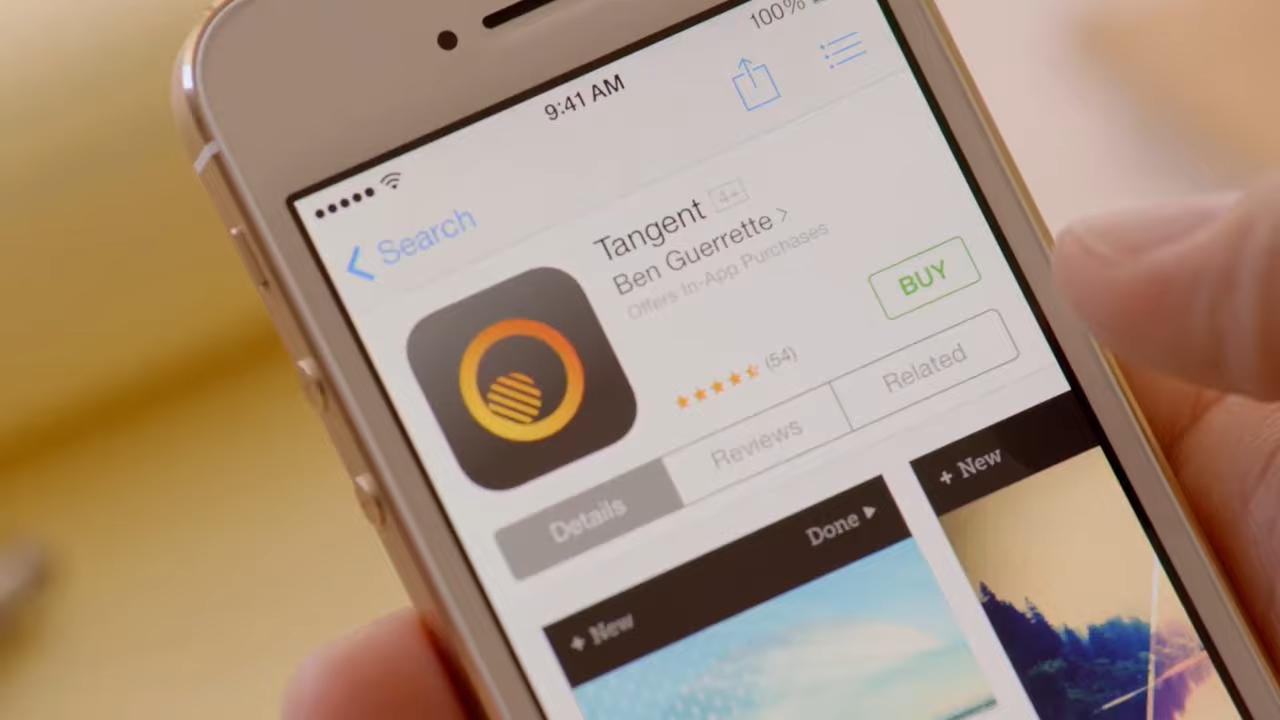 100%
9:41 AM
Search
Tangent 4+
Ben Guerrette >
Offers In-App Purchases
BUY
(54)
Details
Reviews
Related
+ New
Done
+ New